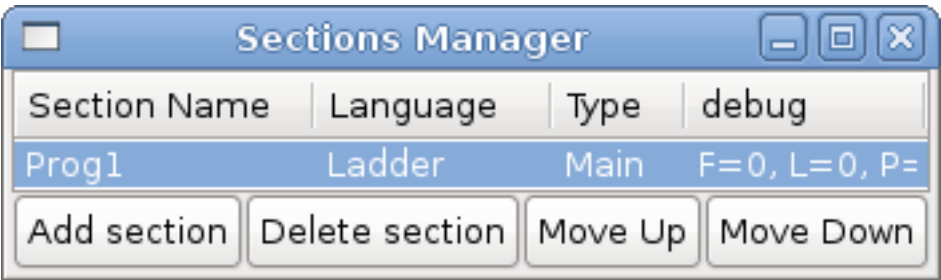 Sections Manager
Section Name Language Type debug
Prog1 Ladder Main F=0, L=0, P=
Add section Delete section Move Up Move Down